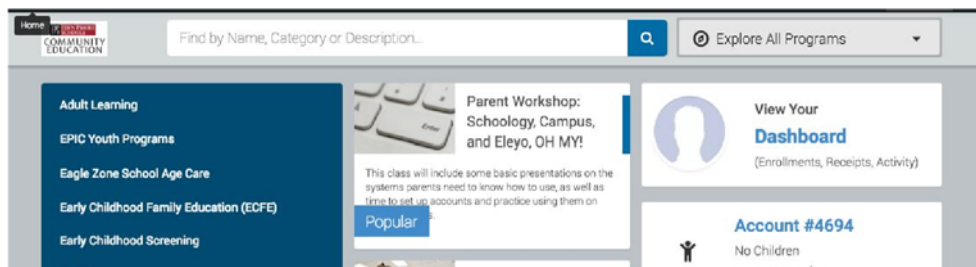 Home
COMMUNITY
EDUCATION
Find by Name, Category or Description...
Explore All Programs
Adult Learning
EPIC Youth Programs
Eagle Zone School Age Care
Early Childhood Family Education (ECFE)
Early Childhood Screening
Enter
Parent Workshop:
Schoology, Campus,
and Eleyo, OH MY!
This class will include some basic presentations on the
systems parents need to know how to use, as well as
time to set up accounts and practice using them on
Popular
View Your
Dashboard
(Enrollments, Receipts, Activity)
Account #4694
No Children